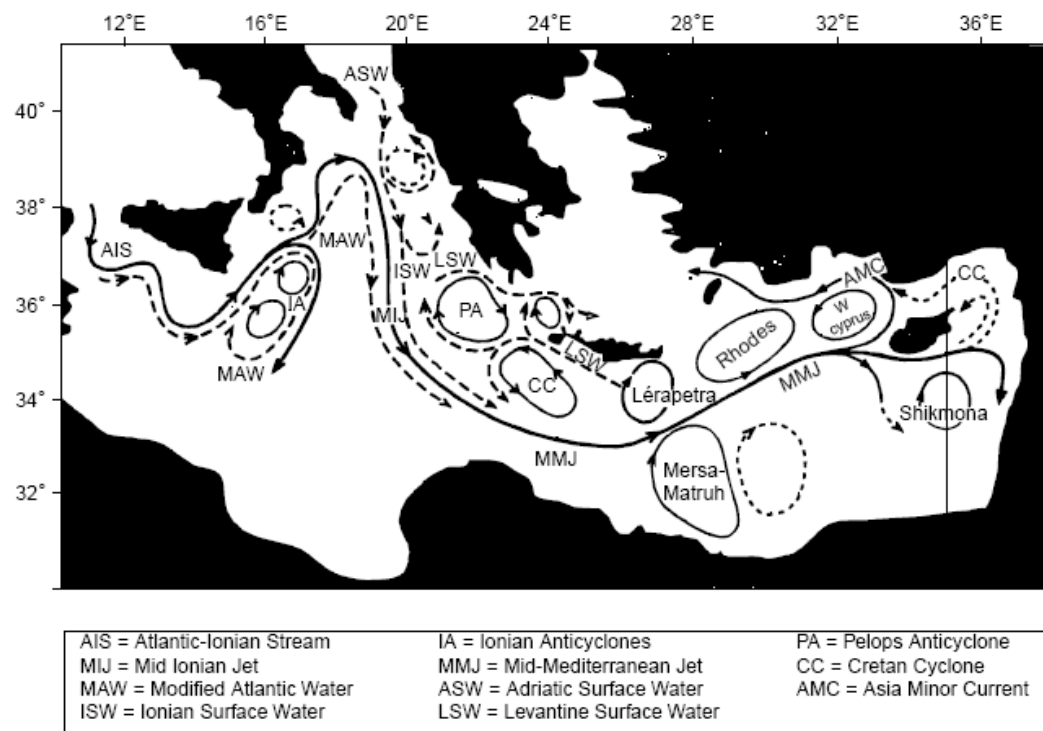 12°E 16°E 20°E 24°E 28°E 32°E 36°E
ASW
40°
38°
MAW
AIS
LSW
ISW
AMC
CC
36°
IA
PA
MIJ
W cyprus
Rhodes
LSW
MAW
CC
MMJ
34°
Lérapetra
Shikmona
MMJ
Mersa-
Matruh
32°
AIS = Atlantic-Ionian Stream
MIJ = Mid Ionian Jet
MAW = Modified Atlantic Water
ISW = Ionian Surface Water
IA = Ionian Anticyclones
MMJ = Mid-Mediterranean Jet
ASW = Adriatic Surface Water
LSW = Levantine Surface Water
PA = Pelops Anticyclone
CC = Cretan Cyclone
AMC = Asia Minor Current